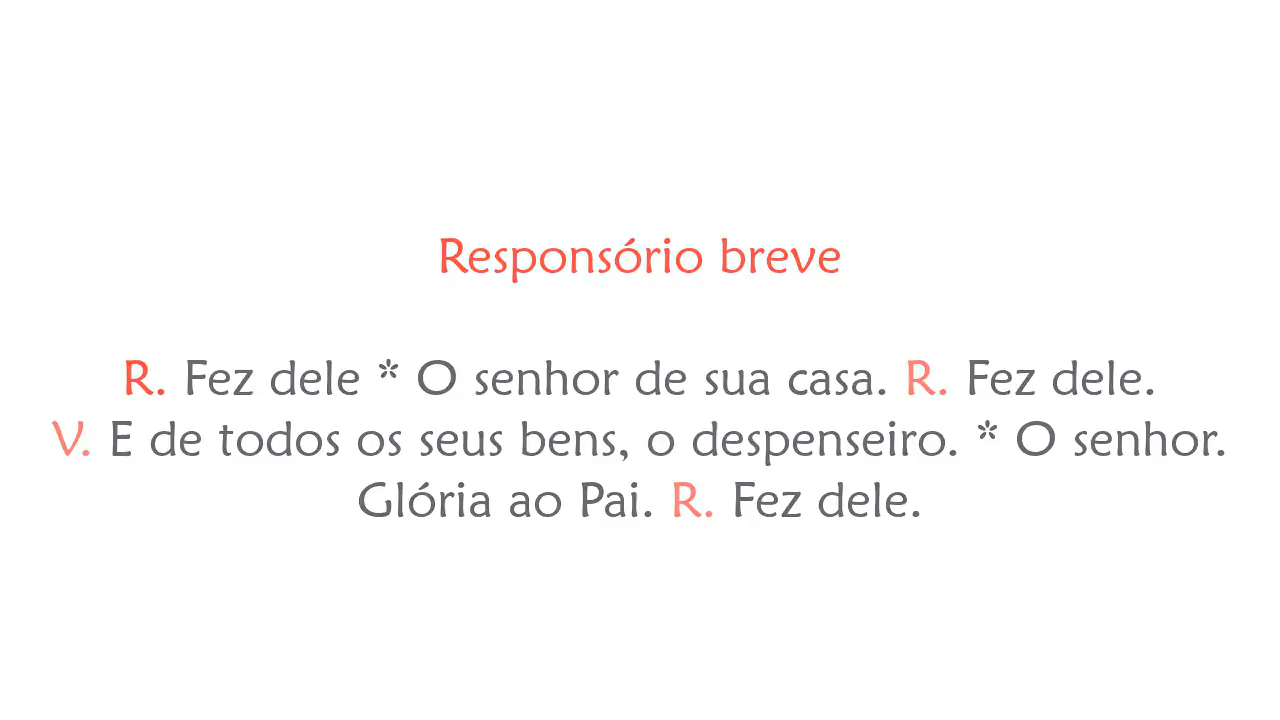 Responsório breve
R. Fez dele * O senhor de sua casa. R. Fez dele.
V. E de todos os seus bens, o despenseiro. * O senhor.
Glória ao Pai. R. Fez dele.